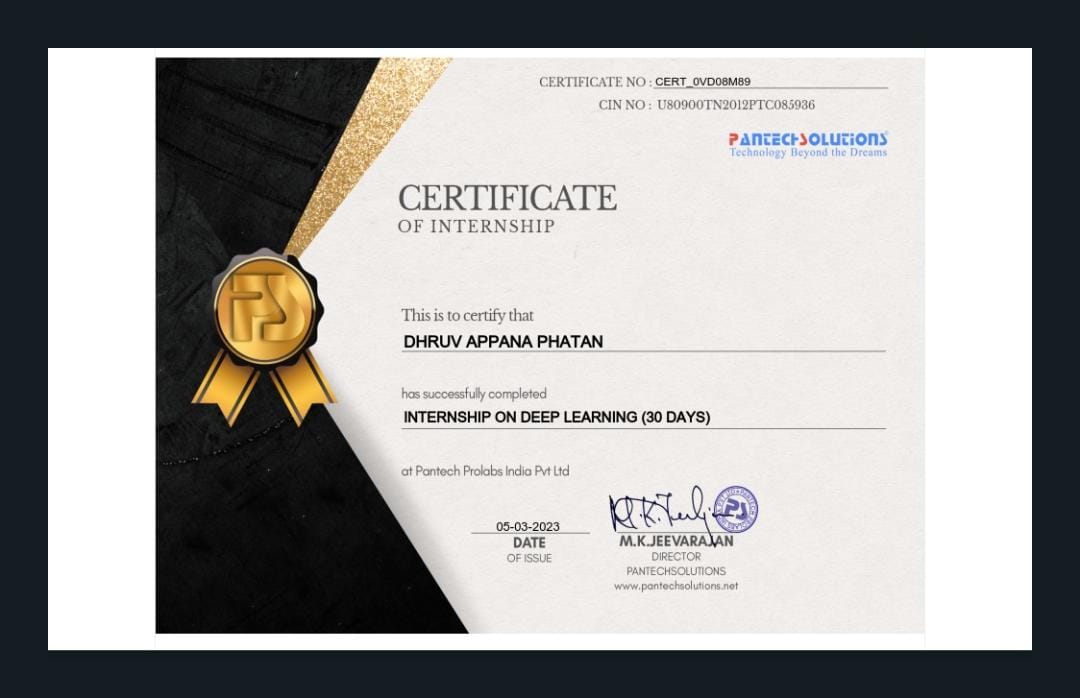 CERTIFICATE NO : CERT_0VD08M89
CIN NO : U80900TN2012PTC085936
PANTECHSOLUTIONS
Technology Beyond the Dreams
CERTIFICATE
OF INTERNSHIP
PS
This is to certify that
DHRUV APPANA PHATAN
has successfully completed
INTERNSHIP ON DEEP LEARNING (30 DAYS)
at Pantech Prolabs India Pvt Ltd
05-03-2023
DATE
OF ISSUE
M.K.JEEVARAJAN
DIRECTOR
PANTECHSOLUTIONS
www.pantechsolutions.net